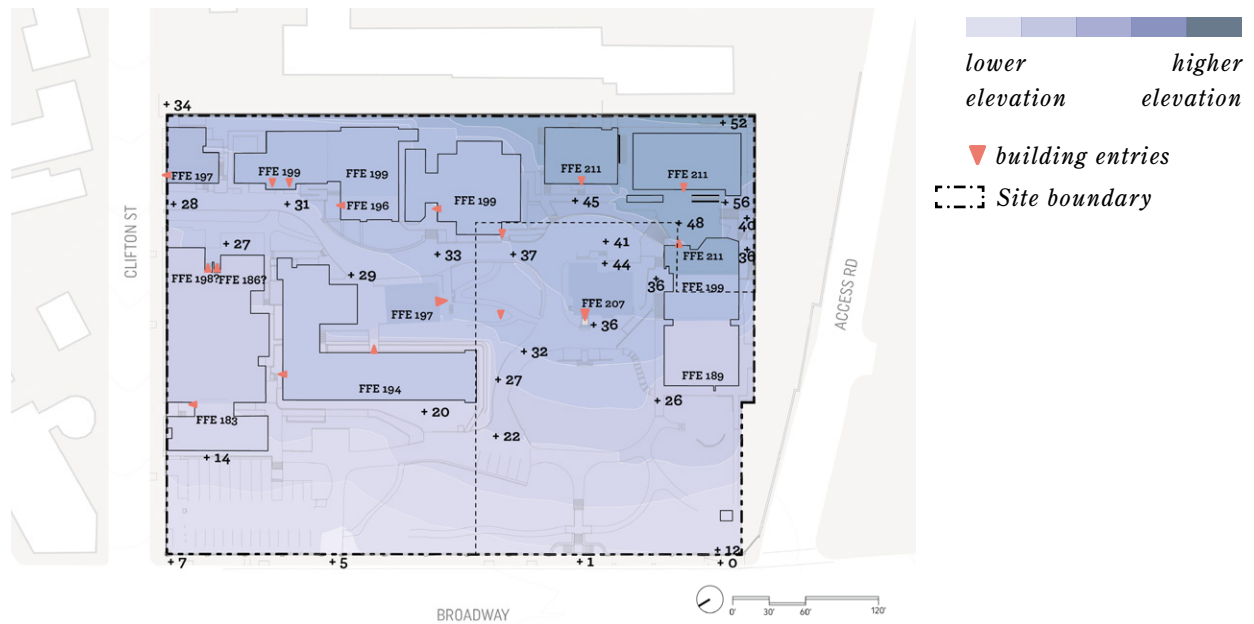 lower higher
elevation elevation
building entries
Site boundary
+ 34
+ 52
FFE 197
FFE 199
FFE 199
FFE 196
FFE 199
FFE 211
FFE 211
+ 28
+ 31
+ 45
+ 56
+ 48
+ 40
+ 27
+ 33
+ 37
+ 41
+ 44
+ 36
FFE 211
CLIFTON ST
FFE 198?
FFE 186?
+ 29
+ 36
FFE 199
FFE 197
FFE 207
+ 36
ACCESS RD
+ 32
+ 27
FFE 194
FFE 189
+ 20
+ 26
FFE 183
+ 22
+ 14
+ 12
+ 7
+ 5
+ 1
+ 0
BROADWAY
0' 30' 60' 120'